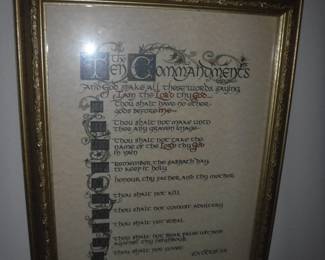 the
Ten Commandments
And God spake all these words, saying
I am the Lord thy God
Thou shalt have no other
gods before me
Thou shalt not make unto
thee any graven image
Thou shalt not take the
name of the Lord thy God
in vain
Remember the sabbath day
to keep it holy
honour thy father and thy mother
Thou shalt not kill
Thou shalt not commit adultery
Thou shalt not steal
Thou shalt not bear false witness
against thy neighbour
Thou shalt not covet